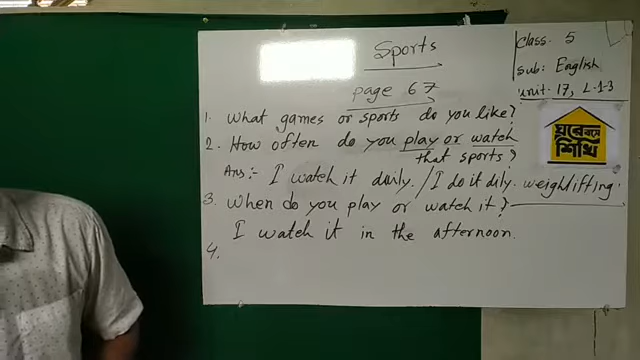 Sports
Class. 5
Sub: English
unit. 17, L-1-3
page 67
1. What games or sports do you like?
2. How often do you play or watch
that sports?
Ans:- I watch it daily. / I do it dily. weighlifting.
3. When do you play or watch it?
I watch it in the afternoon.
4.
ঘরে বসে
শিখি